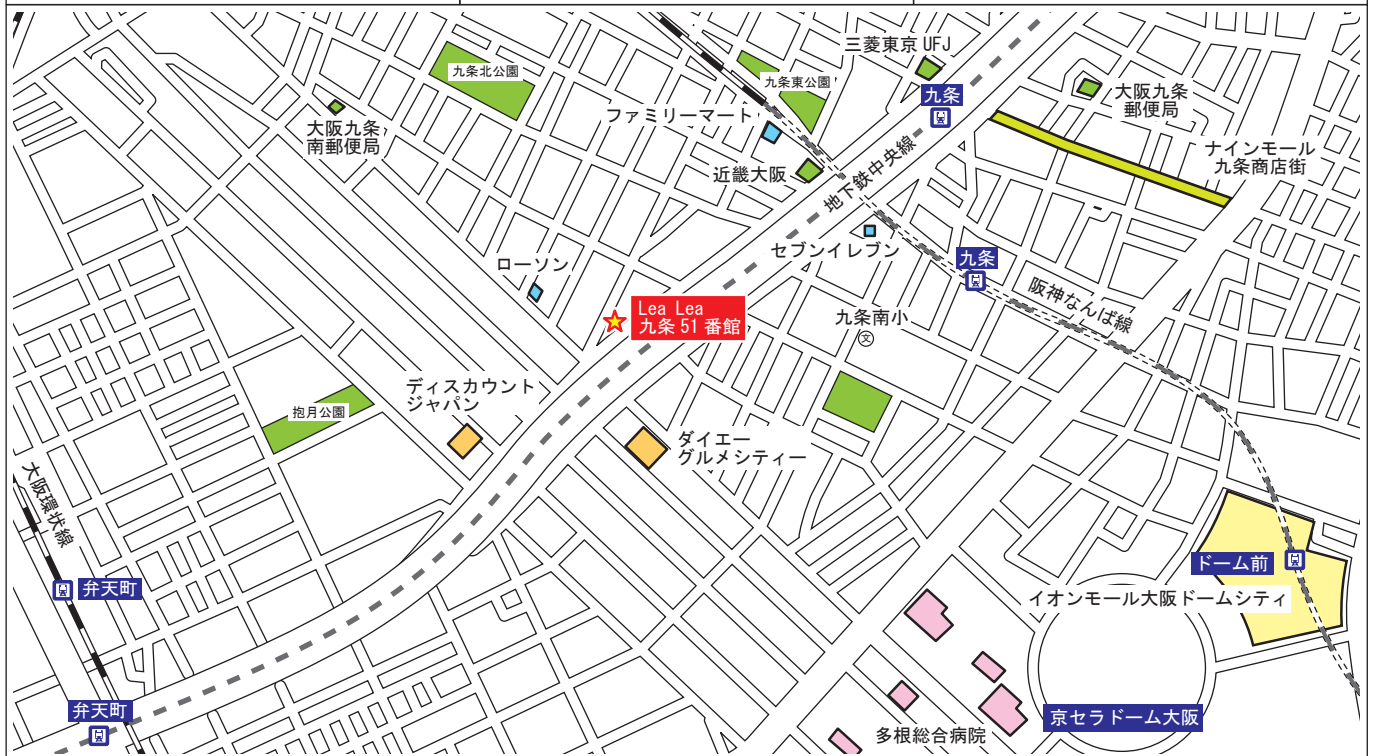 三菱東京 UFJ
九条北公園
九条東公園
九条
大阪九条
郵便局
ファミリーマート
大阪九条
南郵便局
ナインモール
九条商店街
近畿大阪
地下鉄中央線
セブンイレブン
九条
ローソン
阪神なんば線
Lea Lea
九条 51 番館
九条南小
文
ディスカウント
ジャパン
抱月公園
ダイエー
グルメシティー
大阪環状線
ドーム前
弁天町
イオンモール大阪ドームシティ
弁天町
京セラドーム大阪
多根総合病院